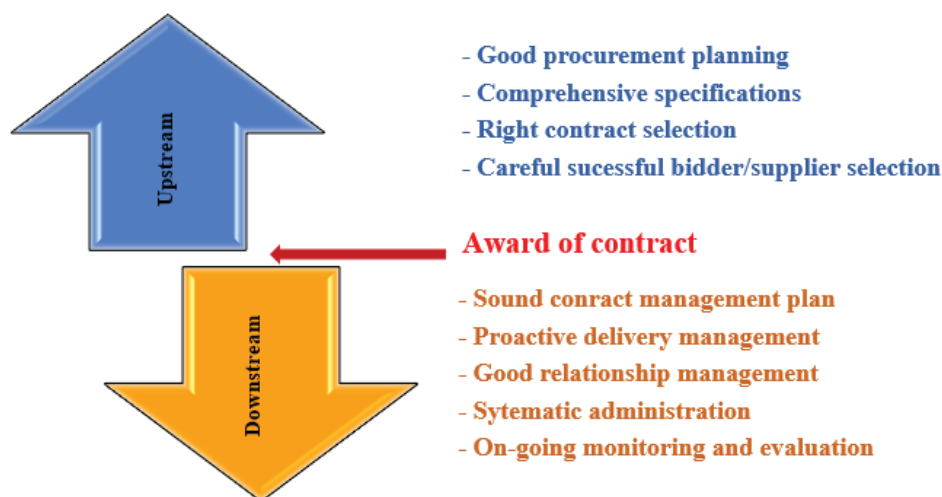 Upstream
- Good procurement planning
- Comprehensive specifications
- Right contract selection
- Careful sucessful bidder/supplier selection
Award of contract
Downstream
- Sound conract management plan
- Proactive delivery management
- Good relationship management
- Sytematic administration
- On-going monitoring and evaluation